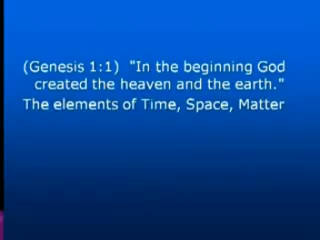 (Genesis 1:1)  "In the beginning God
created the heaven and the earth."
The elements of Time, Space, Matter